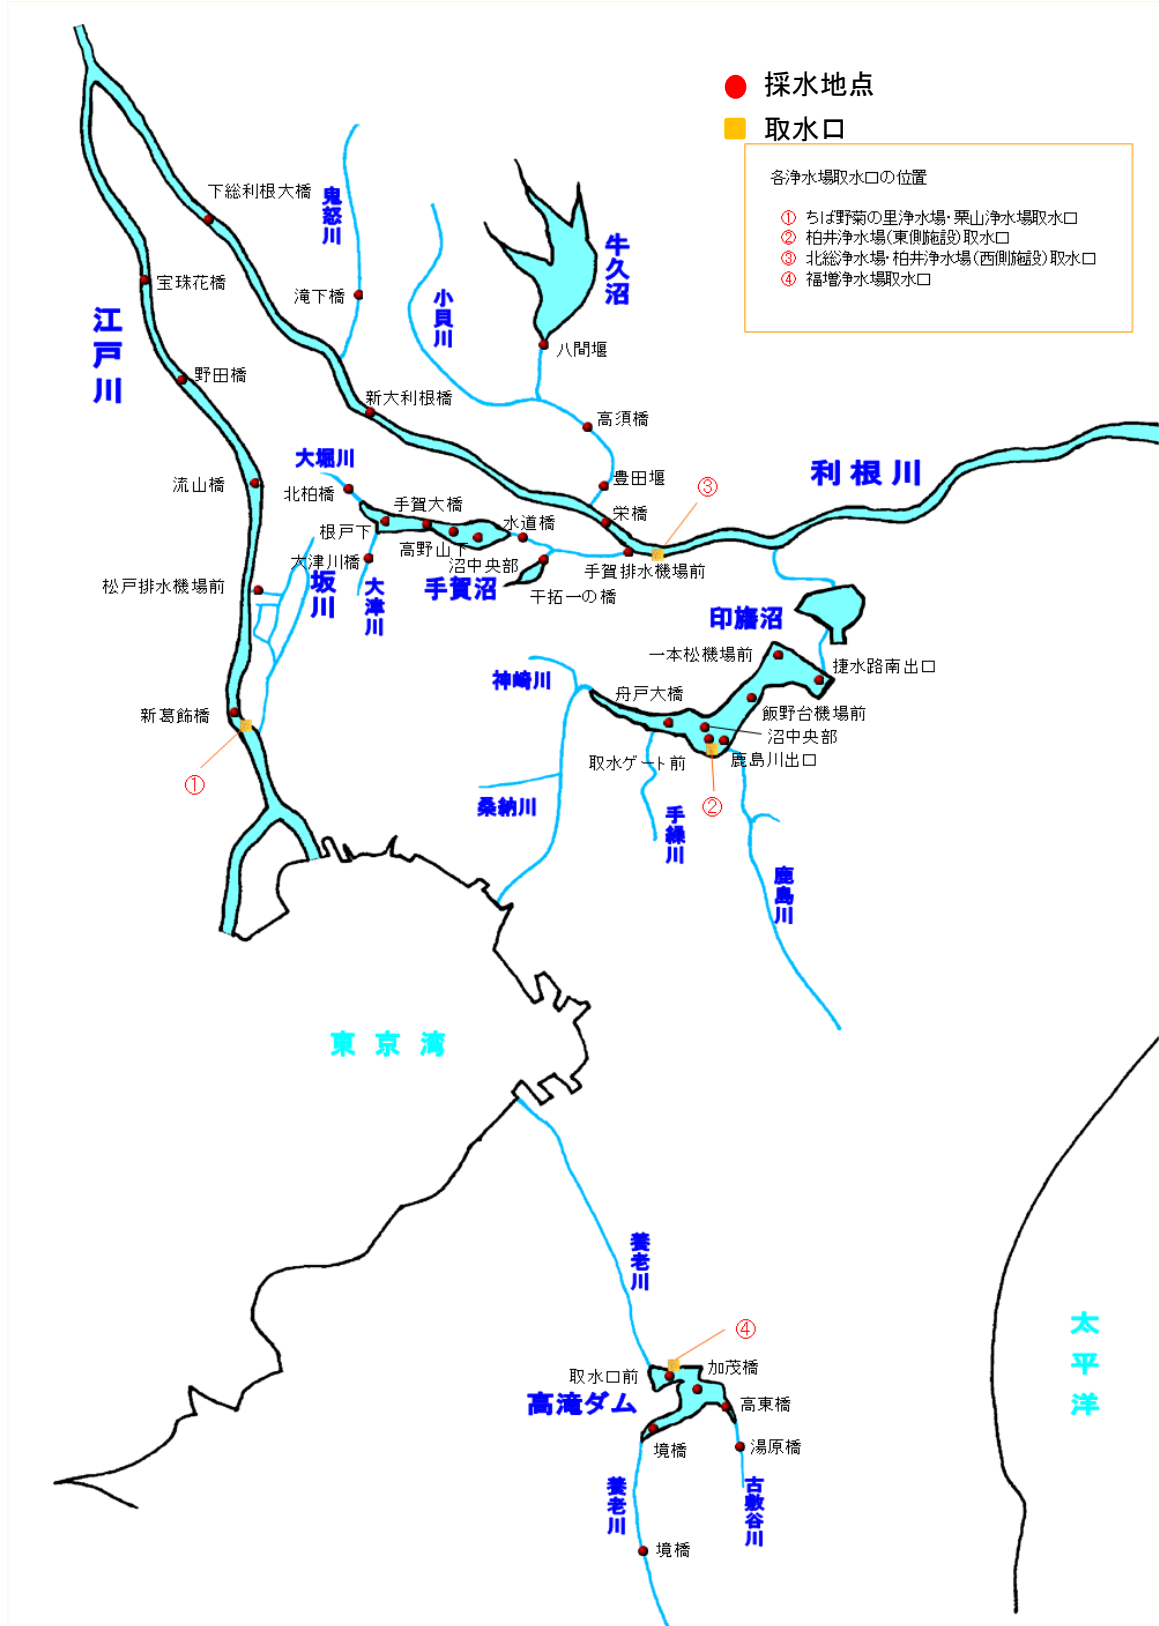 採水地点
取水口
各浄水場取水口の位置
① ちば野菊の里浄水場・栗山浄水場取水口
② 柏井浄水場(東側施設)取水口
③ 北総浄水場・柏井浄水場(西側施設)取水口
④ 福増浄水場取水口
下総利根大橋
鬼怒川
牛久沼
宝珠花橋
滝下橋
小貝川
江戸川
八間堰
野田橋
新大利根橋
高須橋
大堀川
利根川
流山橋
北柏橋
豊田堰
③
手賀大橋
栄橋
根戸下
水道橋
高野山下
大津川橋
沼中央部
手賀排水機場前
松戸排水機場前
坂川
大津川
手賀沼
干拓一の橋
印旛沼
一本松機場前
捷水路南出口
神崎川
舟戸大橋
新葛飾橋
飯野台機場前
沼中央部
取水ゲート前
鹿島川出口
①
②
桑納川
手繰川
鹿島川
東京湾
養老川
太平洋
④
取水口前
加茂橋
高滝ダム
高東橋
境橋
湯原橋
養老川
古敷谷川
境橋